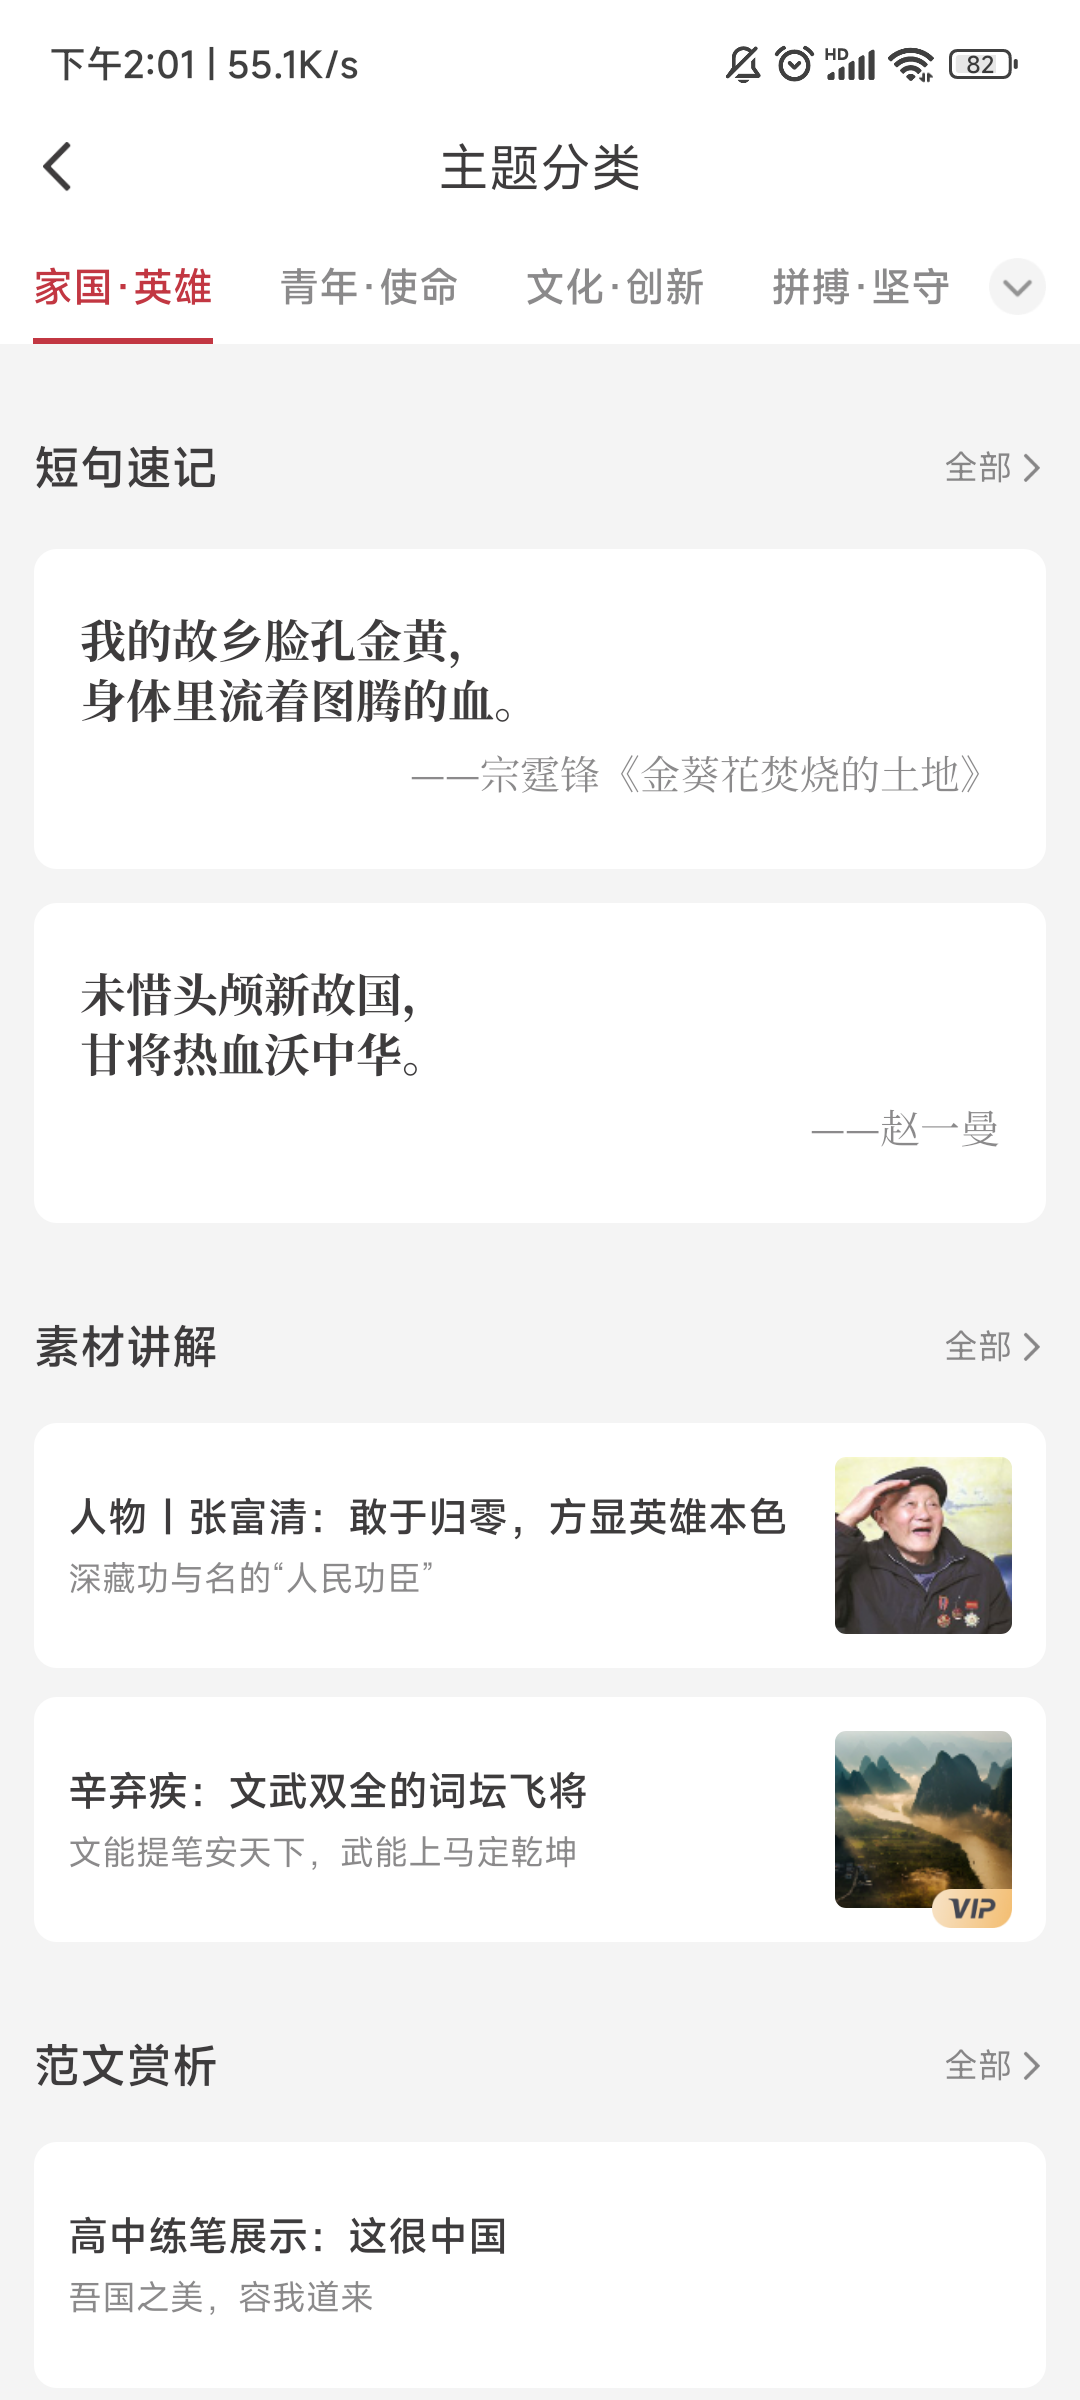 下午2:01 | 55.1K/s
HD
82
主题分类
家国·英雄
青年·使命
文化·创新
拼搏·坚守
短句速记
全部
我的故乡脸孔金黄，
身体里流着图腾的血。
——宗霆锋《金葵花焚烧的土地》
未惜头颅新故国，
甘将热血沃中华。
——赵一曼
素材讲解
全部
人物丨张富清：敢于归零，方显英雄本色
深藏功与名的“人民功臣”
辛弃疾：文武双全的词坛飞将
文能提笔安天下，武能上马定乾坤
VIP
范文赏析
全部
高中练笔展示：这很中国
吾国之美，容我道来